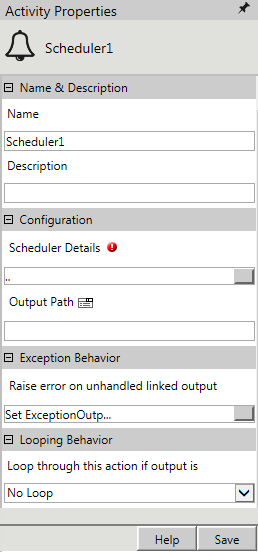 Activity Properties
Scheduler1
Name & Description
Name
Scheduler1
Description
Configuration
Scheduler Details
..
Output Path
Exception Behavior
Raise error on unhandled linked output
Set ExceptionOutp...
Looping Behavior
Loop through this action if output is
No Loop
Help Save